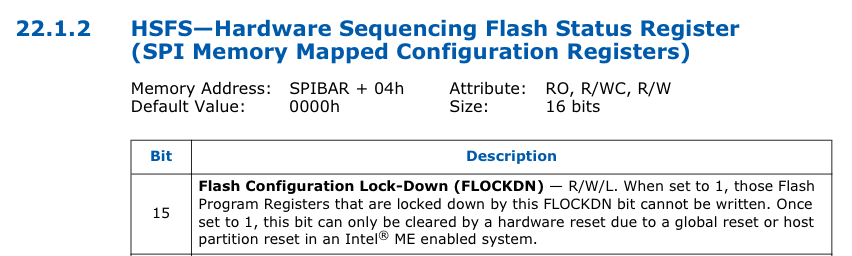 22.1.2 HSFS—Hardware Sequencing Flash Status Register
(SPI Memory Mapped Configuration Registers)
Memory Address: SPIBAR + 04h Attribute: RO, R/WC, R/W
Default Value: 0000h Size: 16 bits
Bit Description
15
Flash Configuration Lock-Down (FLOCKDN) — R/W/L. When set to 1, those Flash
Program Registers that are locked down by this FLOCKDN bit cannot be written. Once
set to 1, this bit can only be cleared by a hardware reset due to a global reset or host
partition reset in an Intel® ME enabled system.